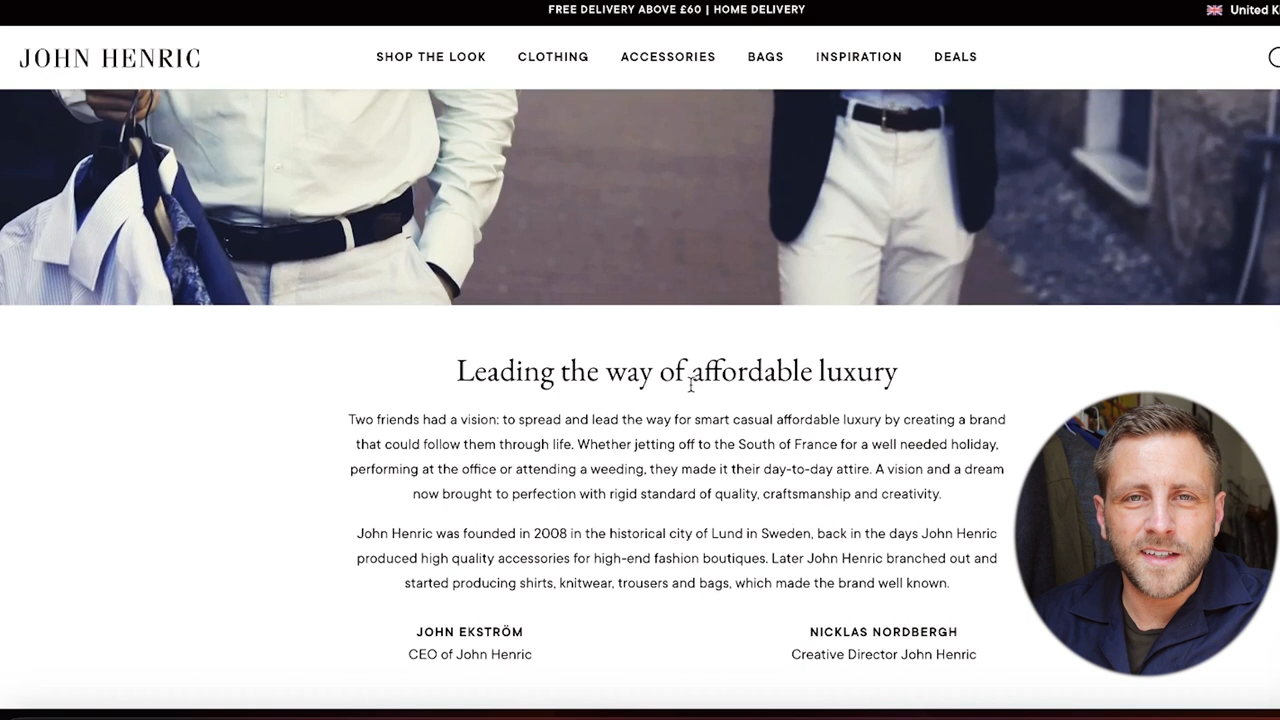 FREE DELIVERY ABOVE £60 | HOME DELIVERY
United K
JOHN HENRIC
SHOP THE LOOK CLOTHING ACCESSORIES BAGS INSPIRATION DEALS
Leading the way of affordable luxury
Two friends had a vision: to spread and lead the way for smart casual affordable luxury by creating a brand
that could follow them through life. Whether jetting off to the South of France for a well needed holiday,
performing at the office or attending a weeding, they made it their day-to-day attire. A vision and a dream
now brought to perfection with rigid standard of quality, craftsmanship and creativity.
John Henric was founded in 2008 in the historical city of Lund in Sweden, back in the days John Henric
produced high quality accessories for high-end fashion boutiques. Later John Henric branched out and
started producing shirts, knitwear, trousers and bags, which made the brand well known.
JOHN EKSTRÖM
CEO of John Henric
NICKLAS NORDBERGH
Creative Director John Henric